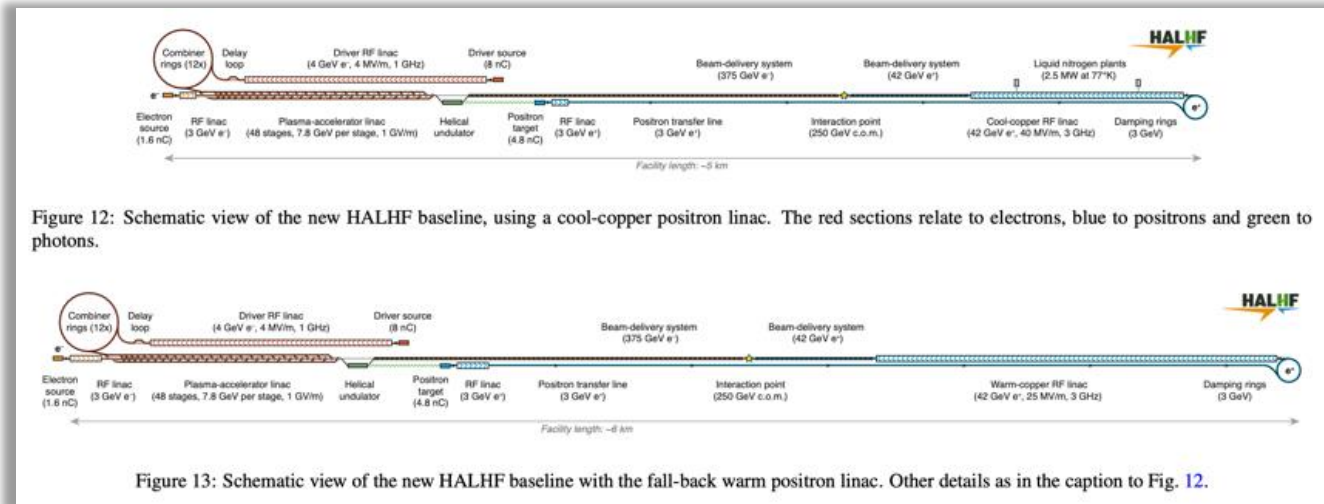 HALHF
Combiner rings (12x)
Delay loop
Driver RF linac (4 GeV e⁻, 4 MV/m, 1 GHz)
Driver source (8 nC)
Beam-delivery system (375 GeV e⁻)
Beam-delivery system (42 GeV e⁺)
Liquid nitrogen plants (2.5 MW at 77°K)
e⁻
e⁺
Electron source (1.6 nC)
RF linac (3 GeV e⁻)
Plasma-accelerator linac (48 stages, 7.8 GeV per stage, 1 GV/m)
Helical undulator
Positron target (4.8 nC)
RF linac (3 GeV e⁺)
Positron transfer line (3 GeV e⁺)
Interaction point (250 GeV c.o.m.)
Cool-copper RF linac (42 GeV e⁺, 40 MV/m, 3 GHz)
Damping rings (3 GeV)
Facility length: ~5 km
Figure 12: Schematic view of the new HALHF baseline, using a cool-copper positron linac. The red sections relate to electrons, blue to positrons and green to
photons.
HALHF
Combiner rings (12x)
Delay loop
Driver RF linac (4 GeV e⁻, 4 MV/m, 1 GHz)
Driver source (8 nC)
Beam-delivery system (375 GeV e⁻)
Beam-delivery system (42 GeV e⁺)
e⁻
e⁺
Electron source (1.6 nC)
RF linac (3 GeV e⁻)
Plasma-accelerator linac (48 stages, 7.8 GeV per stage, 1 GV/m)
Helical undulator
Positron target (4.8 nC)
RF linac (3 GeV e⁺)
Positron transfer line (3 GeV e⁺)
Interaction point (250 GeV c.o.m.)
Warm-copper RF linac (42 GeV e⁺, 25 MV/m, 3 GHz)
Damping rings (3 GeV)
Facility length: ~6 km
Figure 13: Schematic view of the new HALHF baseline with the fall-back warm positron linac. Other details as in the caption to Fig. 12.